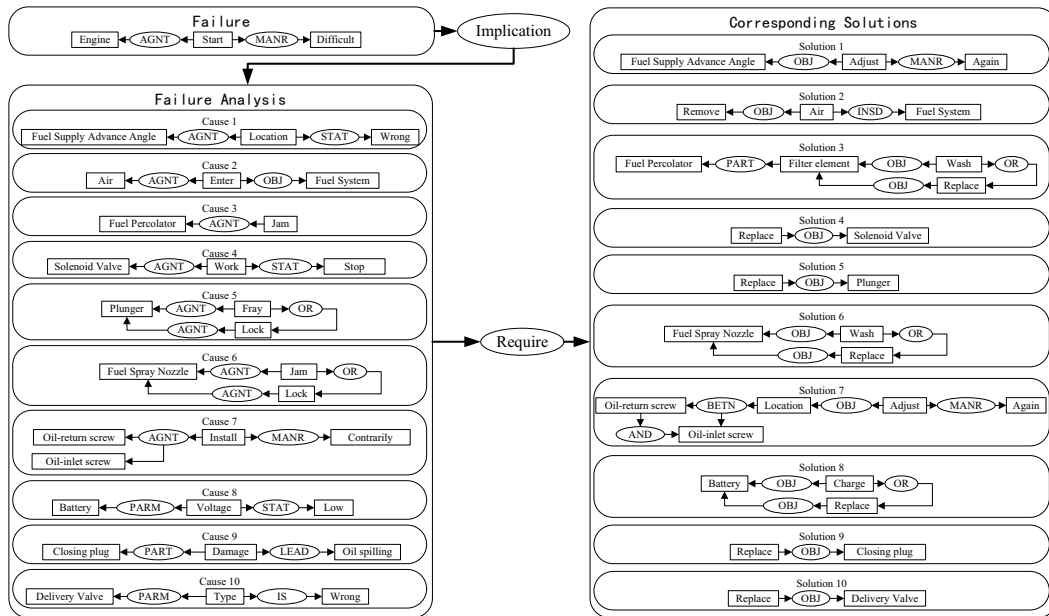 Failure
Engine AGNT Start MANR Difficult
Implication
Failure Analysis
Cause 1
Fuel Supply Advance Angle AGNT Location STAT Wrong
Cause 2
Air AGNT Enter OBJ Fuel System
Cause 3
Fuel Percolator AGNT Jam
Cause 4
Solenoid Valve AGNT Work STAT Stop
Cause 5
Plunger AGNT Fray OR
AGNT Lock
Cause 6
Fuel Spray Nozzle AGNT Jam OR
AGNT Lock
Cause 7
Oil-return screw AGNT Install MANR Contrarily
Oil-inlet screw
Cause 8
Battery PARM Voltage STAT Low
Cause 9
Closing plug PART Damage LEAD Oil spilling
Cause 10
Delivery Valve PARM Type IS Wrong
Require
Corresponding Solutions
Solution 1
Fuel Supply Advance Angle OBJ Adjust MANR Again
Solution 2
Remove OBJ Air INSD Fuel System
Solution 3
Fuel Percolator PART Filter element OBJ Wash OR
OBJ Replace
Solution 4
Replace OBJ Solenoid Valve
Solution 5
Replace OBJ Plunger
Solution 6
Fuel Spray Nozzle OBJ Wash OR
OBJ Replace
Solution 7
Oil-return screw BETN Location OBJ Adjust MANR Again
AND Oil-inlet screw
Solution 8
Battery OBJ Charge OR
OBJ Replace
Solution 9
Replace OBJ Closing plug
Solution 10
Replace OBJ Delivery Valve